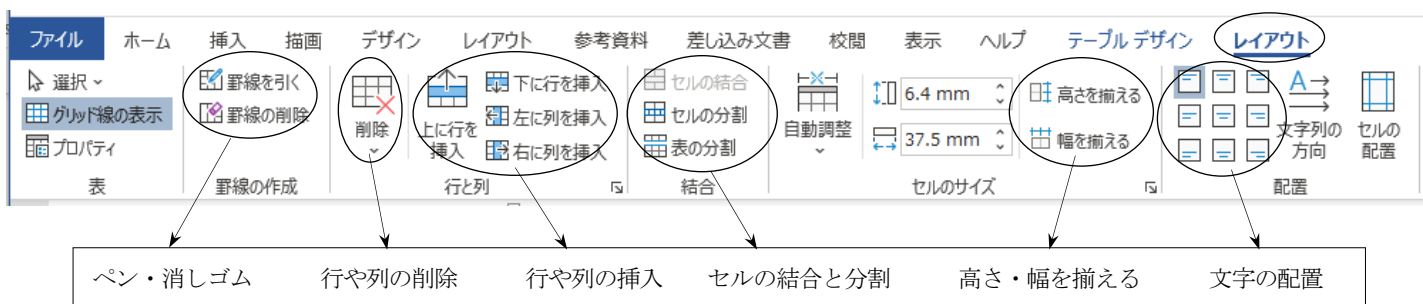 ファイル ホーム 挿入 描画 デザイン レイアウト 参考資料 差し込み文書 校閲 表示 ヘルプ テーブル デザイン レイアウト
選択
グリッド線の表示
プロパティ
表
罫線を引く
罫線の削除
罫線の作成
削除
上に行を
挿入
下に行を挿入
左に列を挿入
右に列を挿入
行と列
セルの結合
セルの分割
表の分割
結合
自動調整
6.4 mm
37.5 mm
高さを揃える
幅を揃える
セルのサイズ
文字列の
方向
セルの
配置
配置
ペン・消しゴム 行や列の削除 行や列の挿入 セルの結合と分割 高さ・幅を揃える 文字の配置